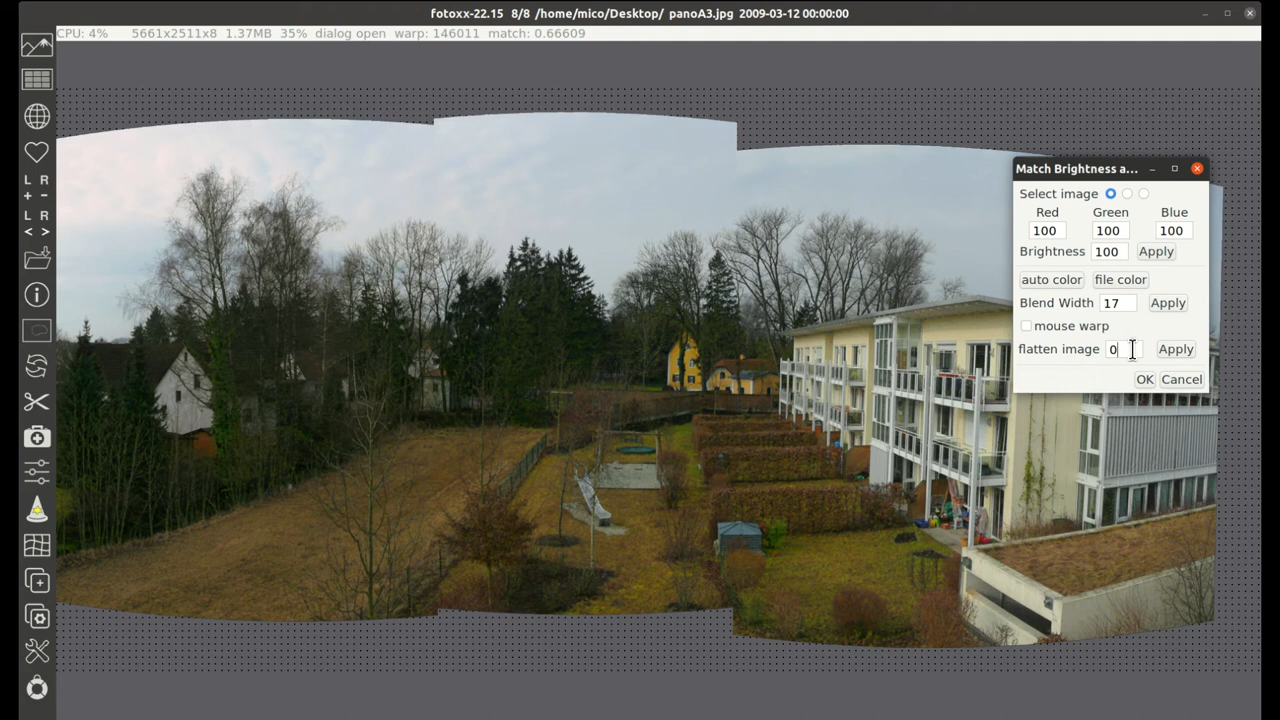 fotoxx-22.15 8/8 /home/mico/Desktop/ panoA3.jpg 2009-03-12 00:00:00
CPU: 4% 5661x2511x8 1.37MB 35% dialog open warp: 146011 match: 0.66609
L R
+ -
L R
< >
Match Brightness a...
Select image
Red Green Blue
100 100 100
Brightness 100 Apply
auto color file color
Blend Width 17 Apply
mouse warp
flatten image 0 Apply
OK Cancel